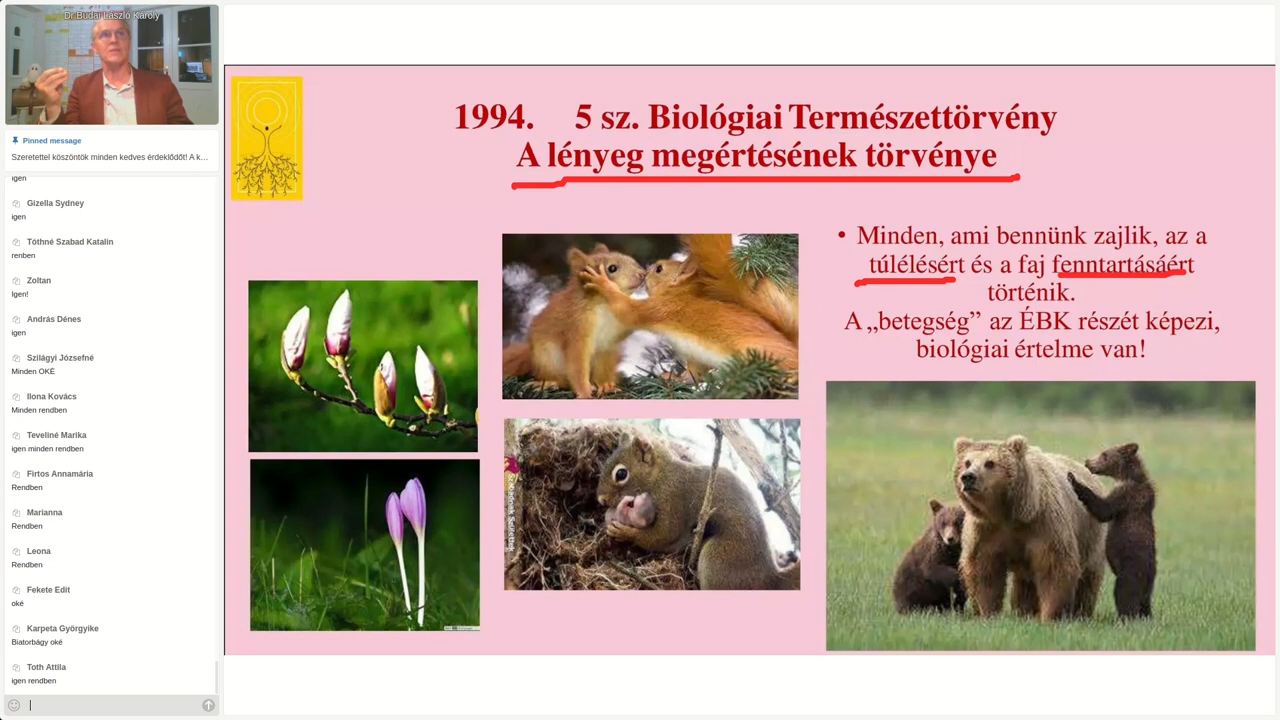 Dr Budai László Károly
Pinned message
Szeretettel köszöntök minden kedves érdeklődőt! A k...
igen
Gizella Sydney
igen
Tóthné Szabad Katalin
renben
Zoltan
Igen!
András Dénes
igen
Szilágyi Józsefné
Minden OKÉ
Ilona Kovács
Minden rendben
Teveliné Marika
igen minden rendben
Firtos Annamária
Rendben
Marianna
Rendben
Leona
Rendben
Fekete Edit
oké
Karpeta Györgyike
Biatorbágy oké
Toth Attila
igen rendben
1994. 5 sz. Biológiai Természettörvény
A lényeg megértésének törvénye
• Minden, ami bennünk zajlik, az a
túlélésért és a faj fenntartásáért
történik.
A „betegség” az ÉBK részét képezi,
biológiai értelme van!